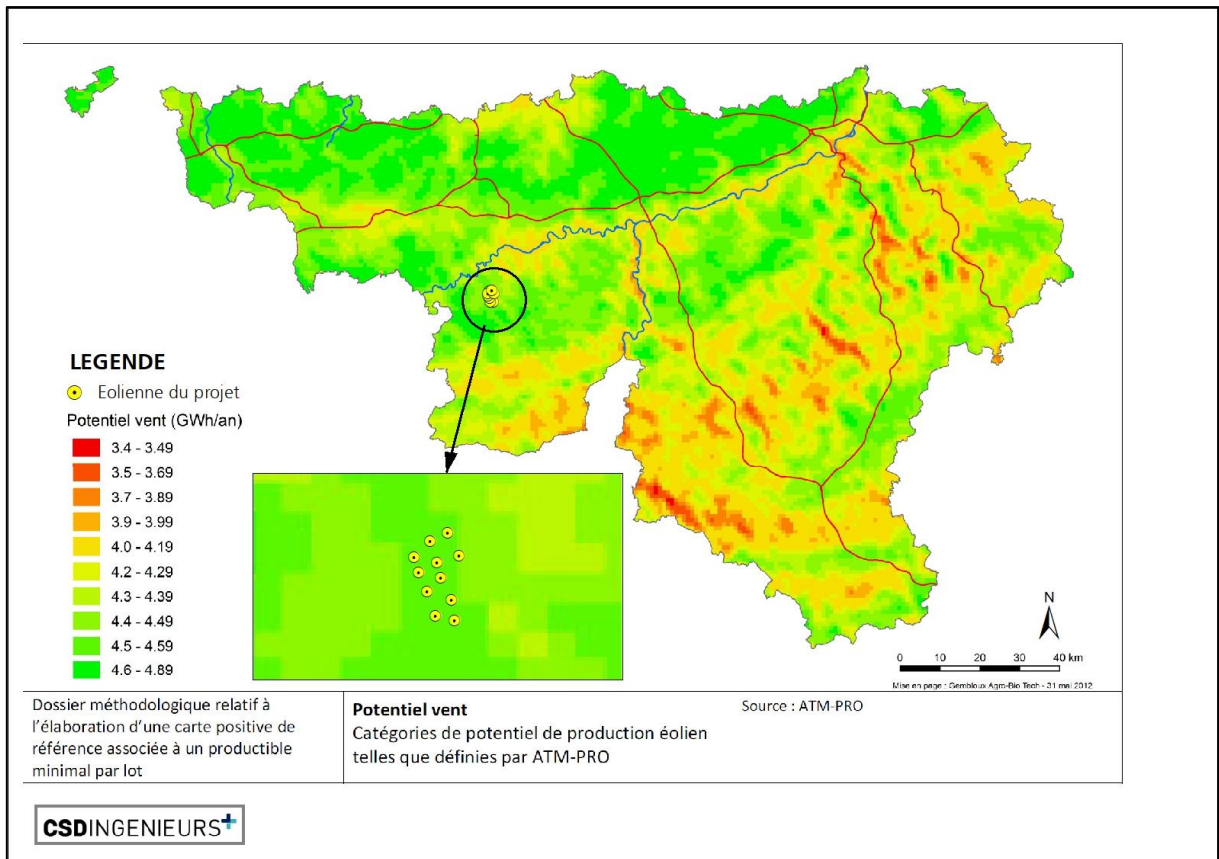 LEGENDE
Eolienne du projet
Potentiel vent (GWh/an)
3.4 - 3.49
3.5 - 3.69
3.7 - 3.89
3.9 - 3.99
4.0 - 4.19
4.2 - 4.29
4.3 - 4.39
4.4 - 4.49
4.5 - 4.59
4.6 - 4.89
N
0 10 20 30 40 km
Mise en page : Gembloux Agro-Bio Tech - 31 mai 2012
Dossier méthodologique relatif à
l'élaboration d'une carte positive de
référence associée à un productible
minimal par lot
Potentiel vent
Catégories de potentiel de production éolien
telles que définies par ATM-PRO
Source : ATM-PRO
CSDINGENIEURS+